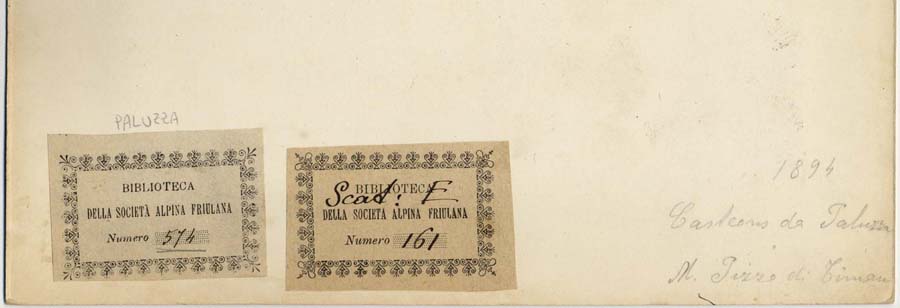 PALUZZA
BIBLIOTECA
DELLA SOCIETÀ ALPINA FRIULANA
Numero 574
BIBLIOTECA
Scat: E
DELLA SOCIETÀ ALPINA FRIULANA
Numero 161
1894
da Paluzza
M. Pizzo di Timau